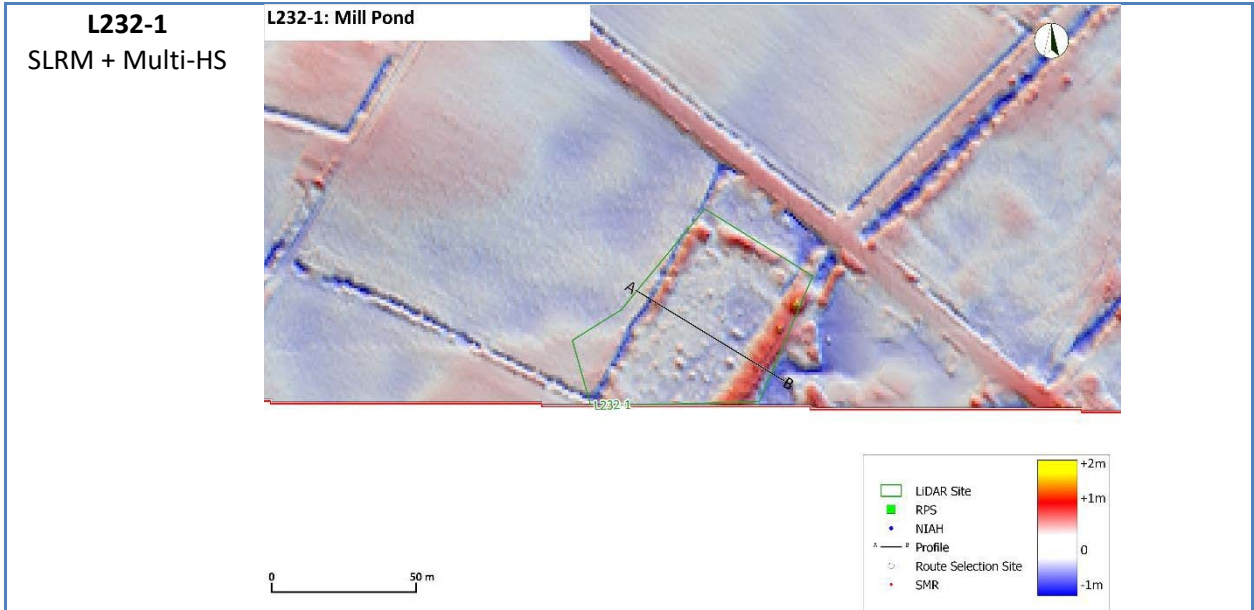 L232-1
SLRM + Multi-HS
L232-1: Mill Pond
A
B
L232-1
LiDAR Site
RPS
NIAH
A B Profile
Route Selection Site
SMR
+2m
+1m
0
-1m
0 50 m